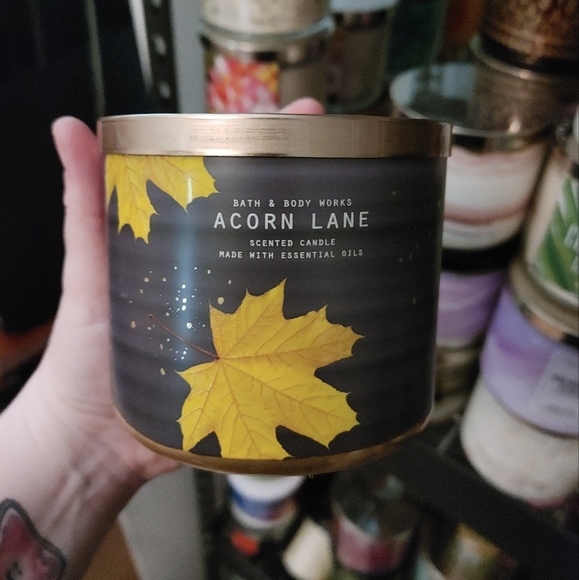 BATH & BODY WORKS
ACORN LANE
SCENTED CANDLE
MADE WITH ESSENTIAL OILS